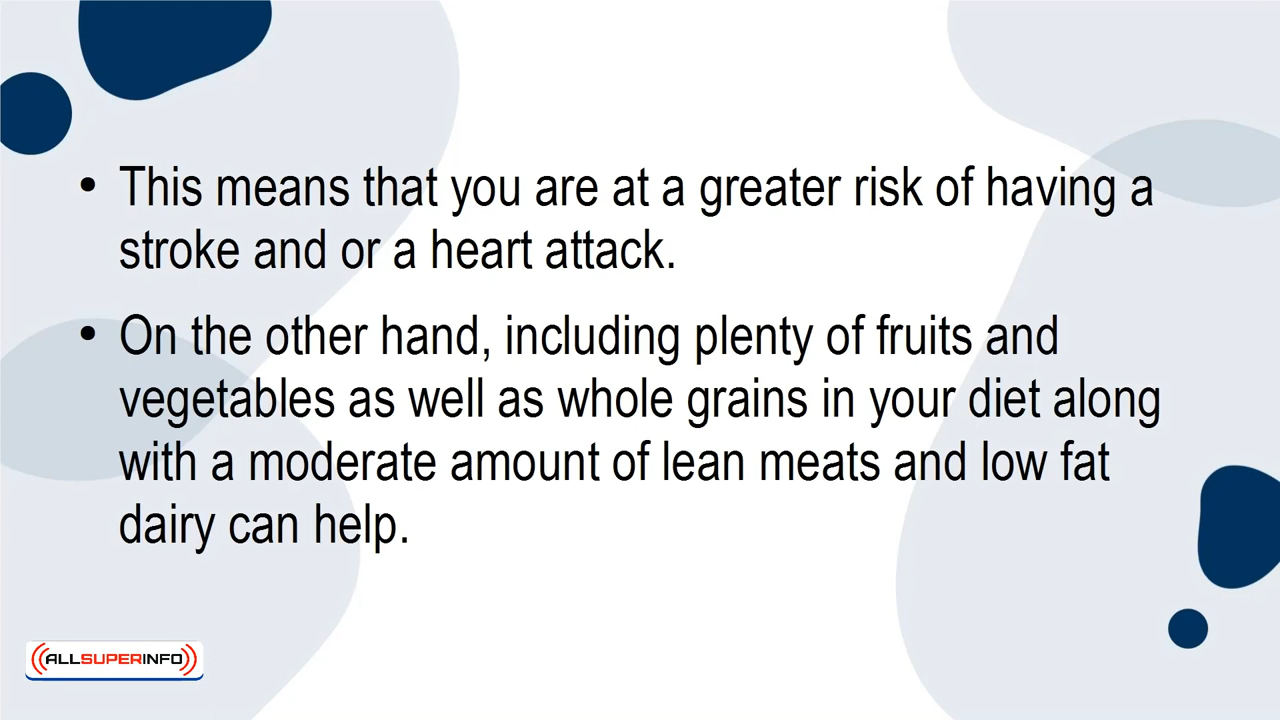 • This means that you are at a greater risk of having a
stroke and or a heart attack.
• On the other hand, including plenty of fruits and
vegetables as well as whole grains in your diet along
with a moderate amount of lean meats and low fat
dairy can help.
ALLSUPERINFO